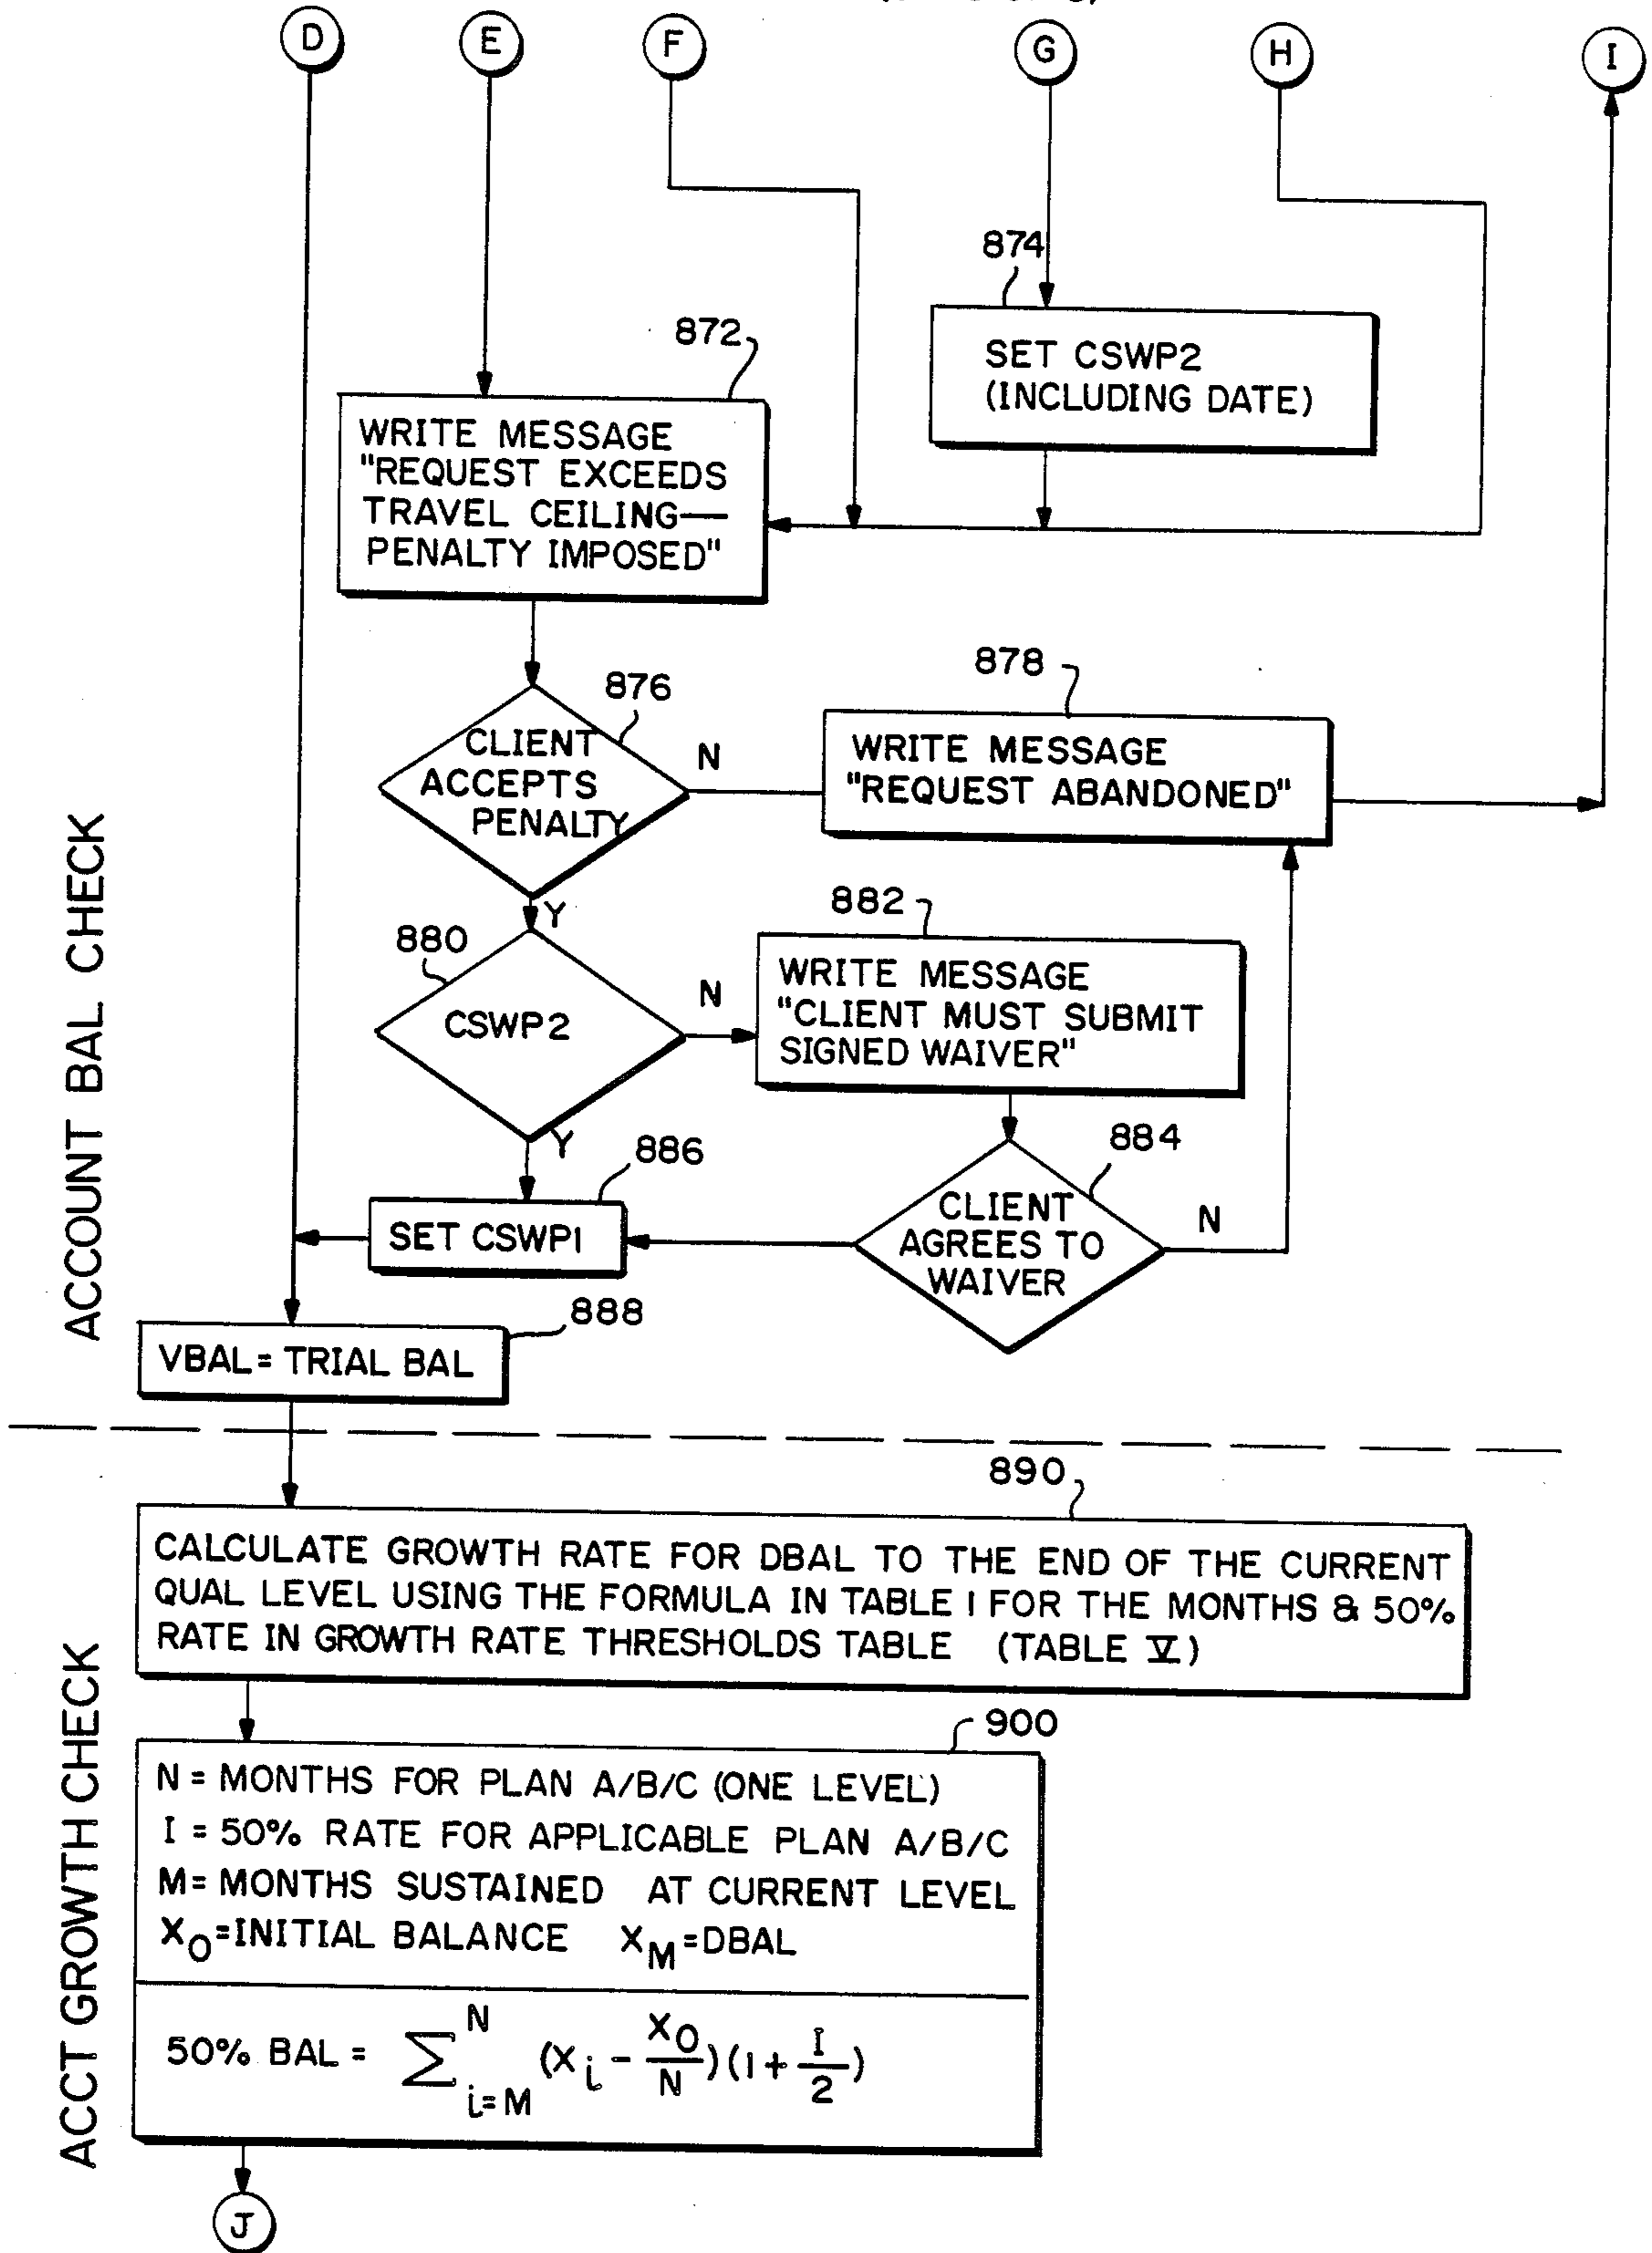 D E F G H I
874
SET CSWP2
(INCLUDING DATE)
872
WRITE MESSAGE
"REQUEST EXCEEDS
TRAVEL CEILING—
PENALTY IMPOSED"
876
CLIENT
ACCEPTS
PENALTY
N
Y
878
WRITE MESSAGE
"REQUEST ABANDONED"
880
CSWP2
N
Y
882
WRITE MESSAGE
"CLIENT MUST SUBMIT
SIGNED WAIVER"
884
CLIENT
AGREES TO
WAIVER
N
886
SET CSWP1
888
VBAL = TRIAL BAL
ACCOUNT BAL CHECK
890
CALCULATE GROWTH RATE FOR DBAL TO THE END OF THE CURRENT
QUAL LEVEL USING THE FORMULA IN TABLE I FOR THE MONTHS & 50%
RATE IN GROWTH RATE THRESHOLDS TABLE (TABLE V)
ACCT GROWTH CHECK
900
N = MONTHS FOR PLAN A/B/C (ONE LEVEL)
I = 50% RATE FOR APPLICABLE PLAN A/B/C
M = MONTHS SUSTAINED AT CURRENT LEVEL
X₀ = INITIAL BALANCE X_M = DBAL
50% BAL = ∑_{i=M}^{N} (X_i - X₀/N)(1 + I/2)
J